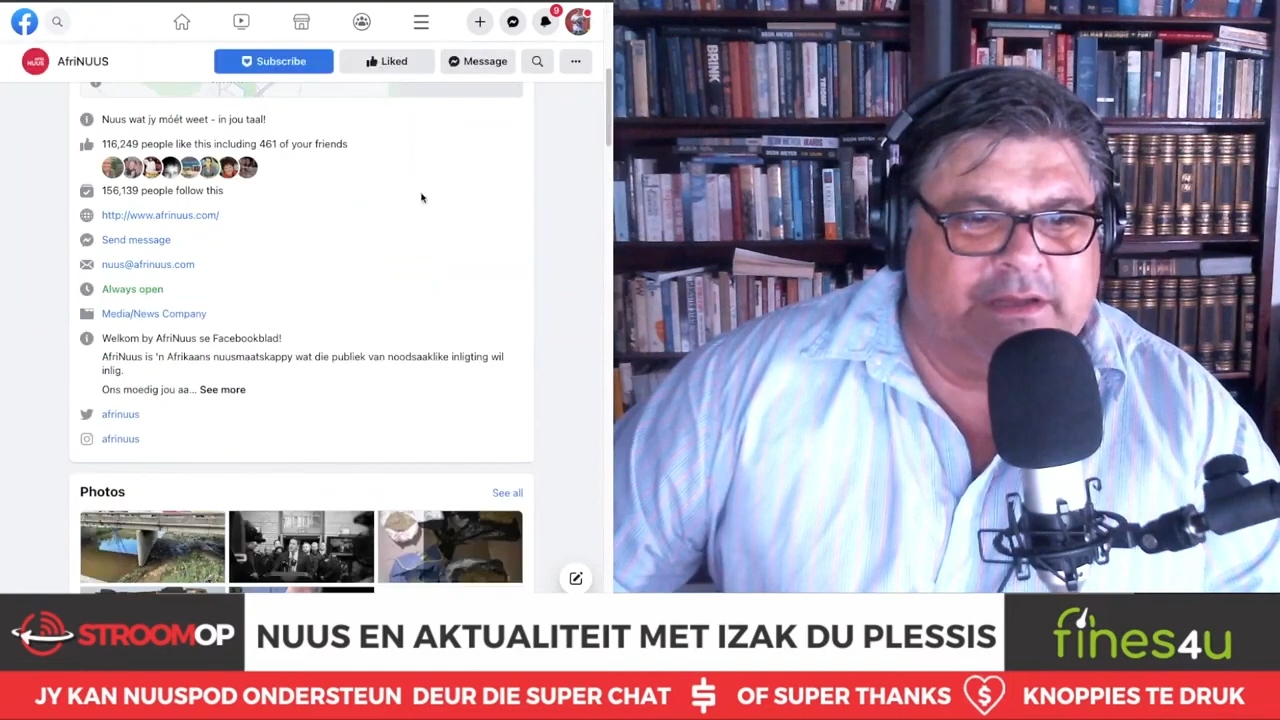 9
AfriNUUS
Subscribe
Liked
Message
Nuus wat jy móét weet - in jou taal!
116,249 people like this including 461 of your friends
156,139 people follow this
http://www.afrinuus.com/
Send message
nuus@afrinuus.com
Always open
Media/News Company
Welkom by AfriNuus se Facebookblad!
AfriNuus is 'n Afrikaans nuusmaatskappy wat die publiek van noodsaaklike inligting wil
inlig.
Ons moedig jou aa... See more
afrinuus
afrinuus
Photos
See all
BRINK
STROOMOP
NUUS EN AKTUALITEIT MET IZAK DU PLESSIS
fines4u
JY KAN NUUSPOD ONDERSTEUN DEUR DIE SUPER CHAT $ OF SUPER THANKS $ KNOPPIES TE DRUK